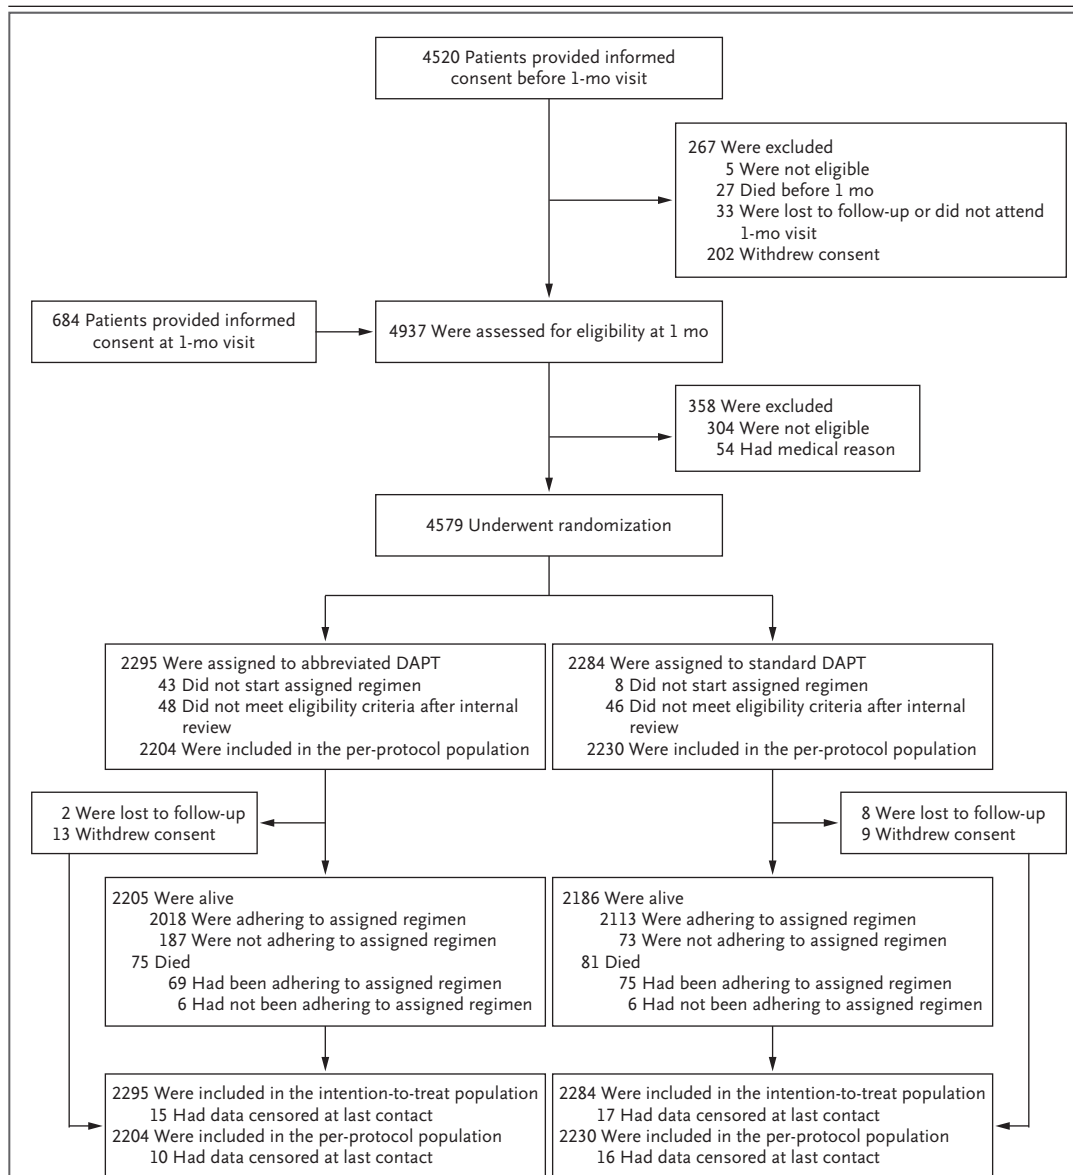 4520 Patients provided informed
consent before 1-mo visit
267 Were excluded
5 Were not eligible
27 Died before 1 mo
33 Were lost to follow-up or did not attend
1-mo visit
202 Withdrew consent
684 Patients provided informed
consent at 1-mo visit
4937 Were assessed for eligibility at 1 mo
358 Were excluded
304 Were not eligible
54 Had medical reason
4579 Underwent randomization
2295 Were assigned to abbreviated DAPT
43 Did not start assigned regimen
48 Did not meet eligibility criteria after internal
review
2204 Were included in the per-protocol population
2284 Were assigned to standard DAPT
8 Did not start assigned regimen
46 Did not meet eligibility criteria after internal
review
2230 Were included in the per-protocol population
2 Were lost to follow-up
13 Withdrew consent
8 Were lost to follow-up
9 Withdrew consent
2205 Were alive
2018 Were adhering to assigned regimen
187 Were not adhering to assigned regimen
75 Died
69 Had been adhering to assigned regimen
6 Had not been adhering to assigned regimen
2186 Were alive
2113 Were adhering to assigned regimen
73 Were not adhering to assigned regimen
81 Died
75 Had been adhering to assigned regimen
6 Had not been adhering to assigned regimen
2295 Were included in the intention-to-treat population
15 Had data censored at last contact
2204 Were included in the per-protocol population
10 Had data censored at last contact
2284 Were included in the intention-to-treat population
17 Had data censored at last contact
2230 Were included in the per-protocol population
16 Had data censored at last contact